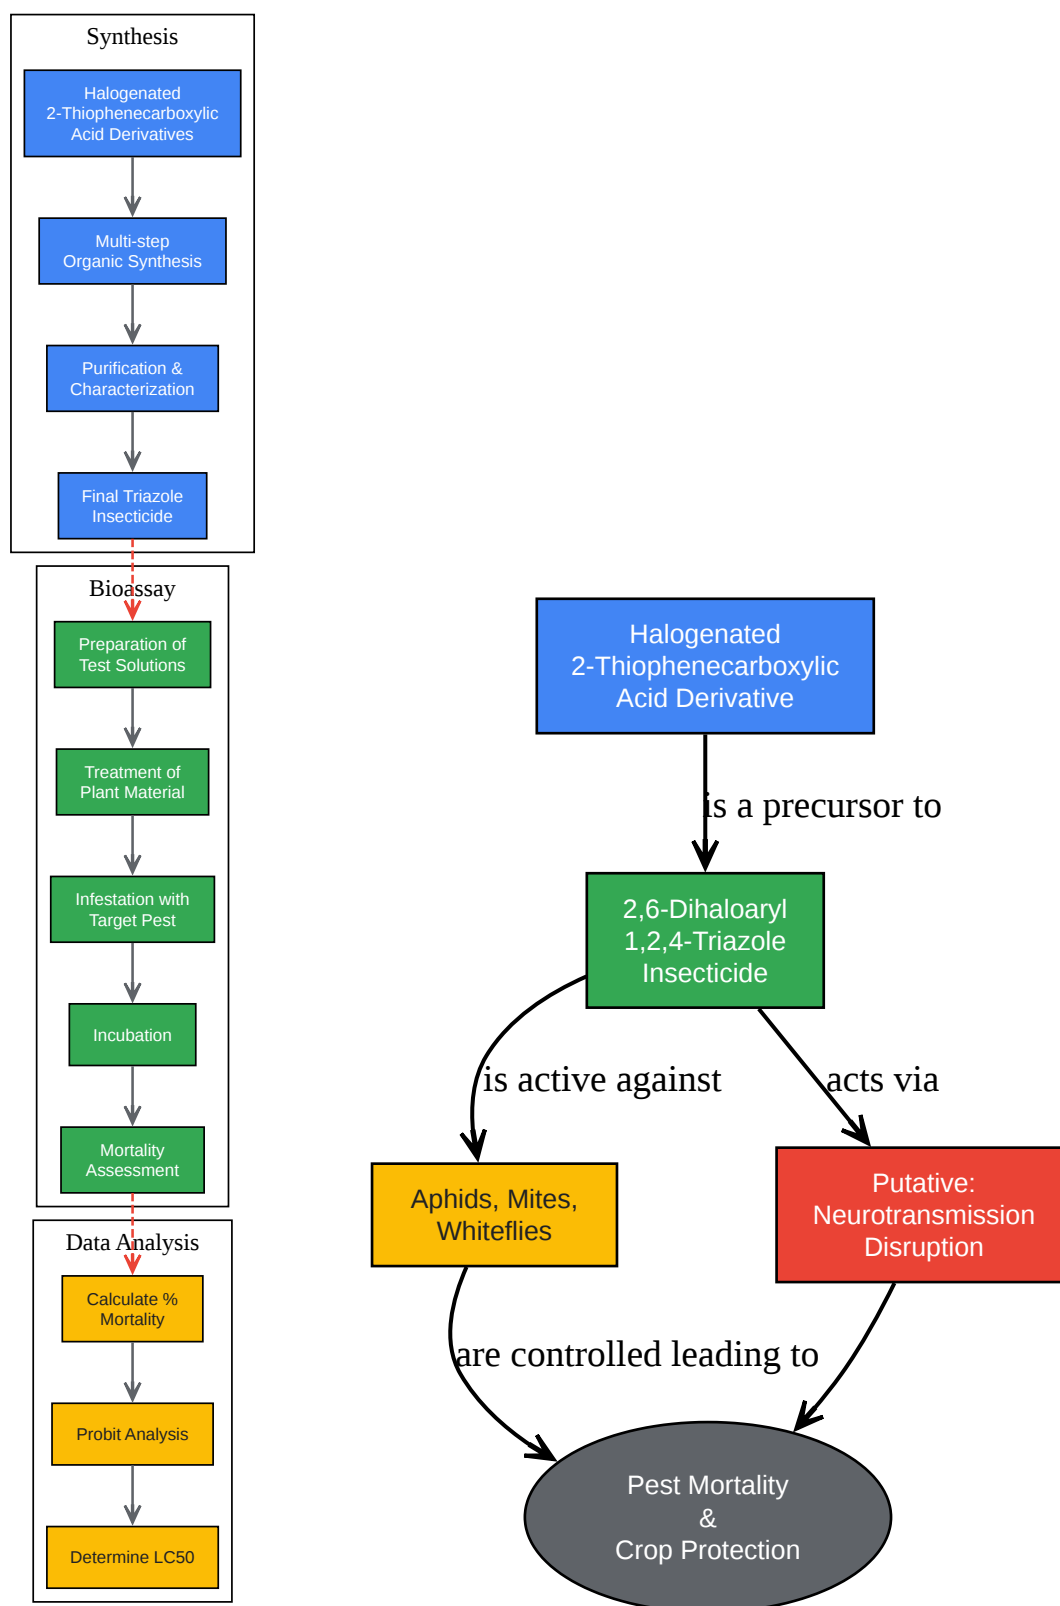 Synthesis
Halogenated
2-Thiophenecarboxylic
Acid Derivatives
Multi-step
Organic Synthesis
Purification &
Characterization
Final Triazole
Insecticide
Bioassay
Preparation of
Test Solutions
Treatment of
Plant Material
Infestation with
Target Pest
Incubation
Mortality
Assessment
Data Analysis
Calculate %
Mortality
Probit Analysis
Determine LC50
Halogenated
2-Thiophenecarboxylic
Acid Derivative
is a precursor to
2,6-Dihaloaryl
1,2,4-Triazole
Insecticide
is active against
acts via
Aphids, Mites,
Whiteflies
Putative:
Neurotransmission
Disruption
are controlled leading to
Pest Mortality
&
Crop Protection